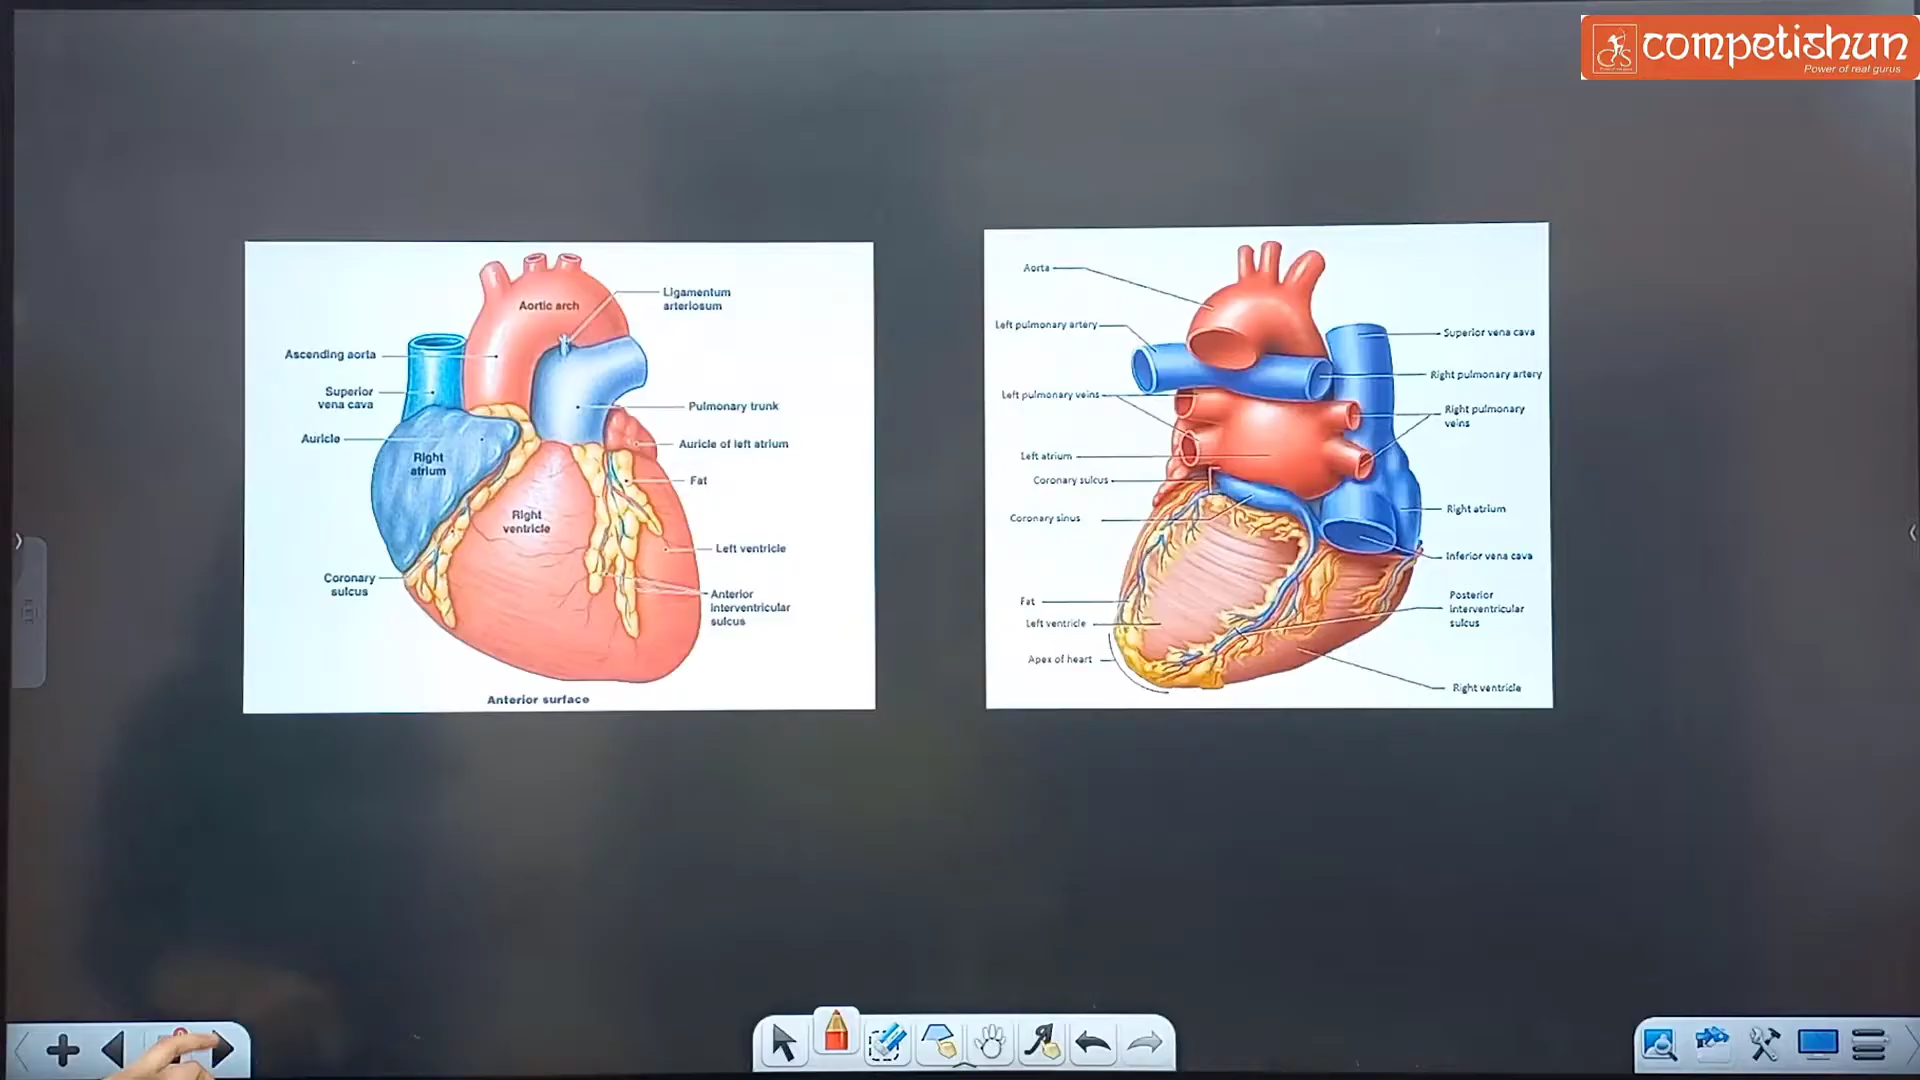 competishun
Power of real gurus
Aortic arch
Ligamentum
arteriosum
Ascending aorta
Superior
vena cava
Auricle
Right
atrium
Pulmonary trunk
Auricle of left atrium
Fat
Right
ventricle
Left ventricle
Coronary
sulcus
Anterior
interventricular
sulcus
Anterior surface
Aorta
Left pulmonary artery
Left pulmonary veins
Left atrium
Coronary sulcus
Coronary sinus
Fat
Left ventricle
Apex of heart
Superior vena cava
Right pulmonary artery
Right pulmonary
veins
Right atrium
Inferior vena cava
Posterior
interventricular
sulcus
Right ventricle